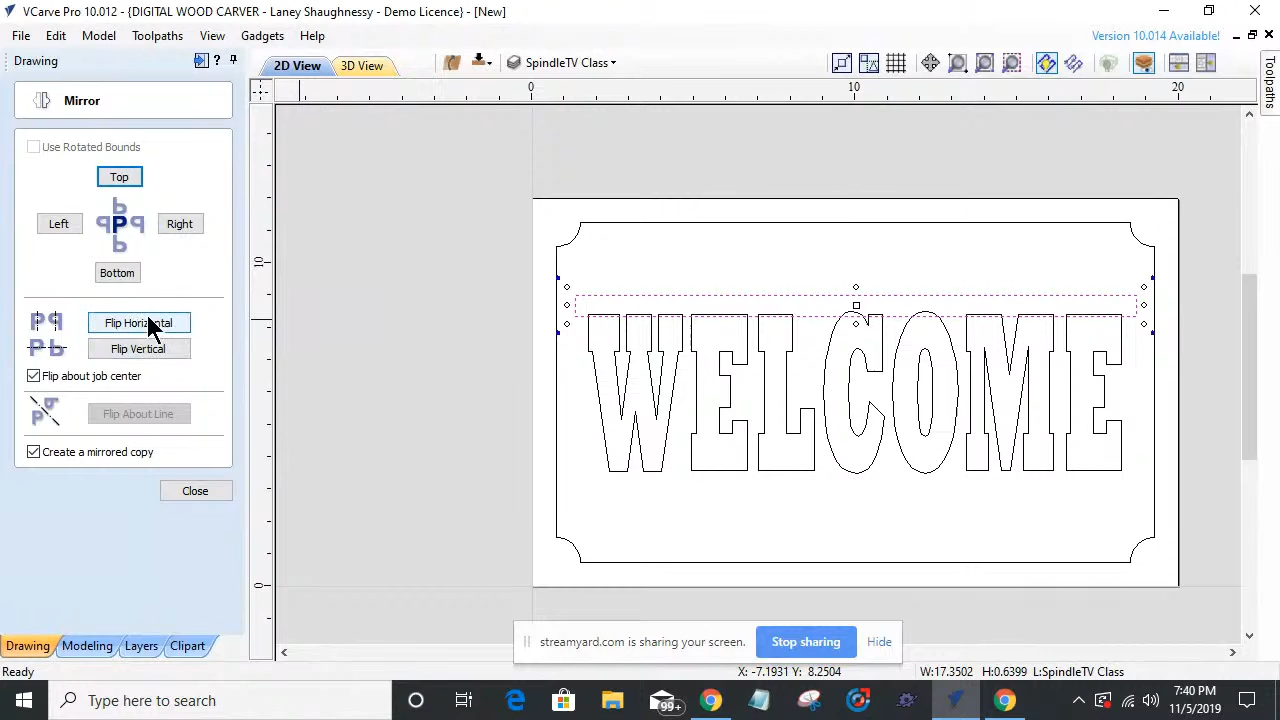 VCarve Pro 10.012 - {DIGITAL WOOD CARVER - Laney Shaughnessy - Demo Licence} - [New]
File Edit Model Toolpaths View Gadgets Help
Version 10.014 Available!
Drawing
2D View 3D View
SpindleTV Class
Toolpaths
0 10 20
Mirror
Use Rotated Bounds
Top
Left
Right
Bottom
10
Flip Horizontal
Flip Vertical
Flip about job center
Flip About Line
Create a mirrored copy
Close
WELCOME
0
streamyard.com is sharing your screen. Stop sharing Hide
Drawing Modeling Layers Clipart
Ready
X: -7.1931 Y: 8.2504
W:17.3502 H:0.6399 L:SpindleTV Class
Type here to search
99+
7:40 PM
11/5/2019